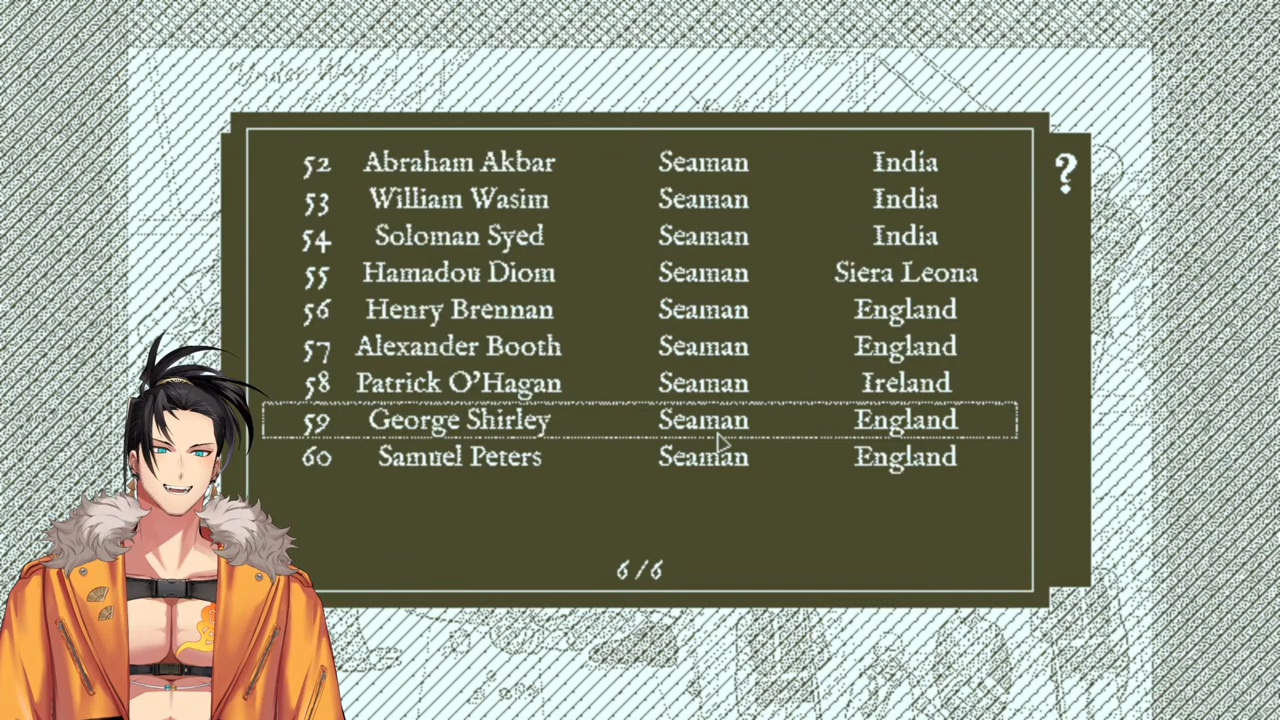 52 Abraham Akbar Seaman India
?
53 William Wasim Seaman India
54 Soloman Syed Seaman India
55 Hamadou Diom Seaman Siera Leona
56 Henry Brennan Seaman England
57 Alexander Booth Seaman England
58 Patrick O'Hagan Seaman Ireland
59 George Shirley Seaman England
60 Samuel Peters Seaman England
6/6